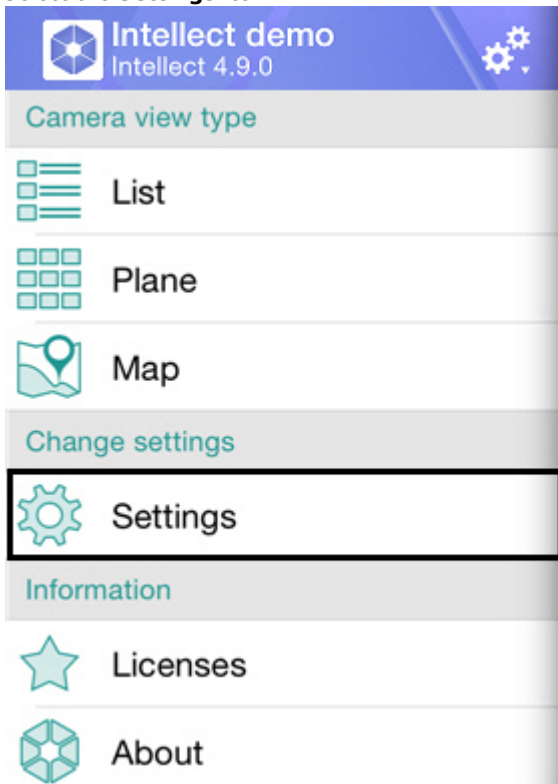 Intellect demo
Intellect 4.9.0
Camera view type
List
Plane
Map
Change settings
Settings
Information
Licenses
About